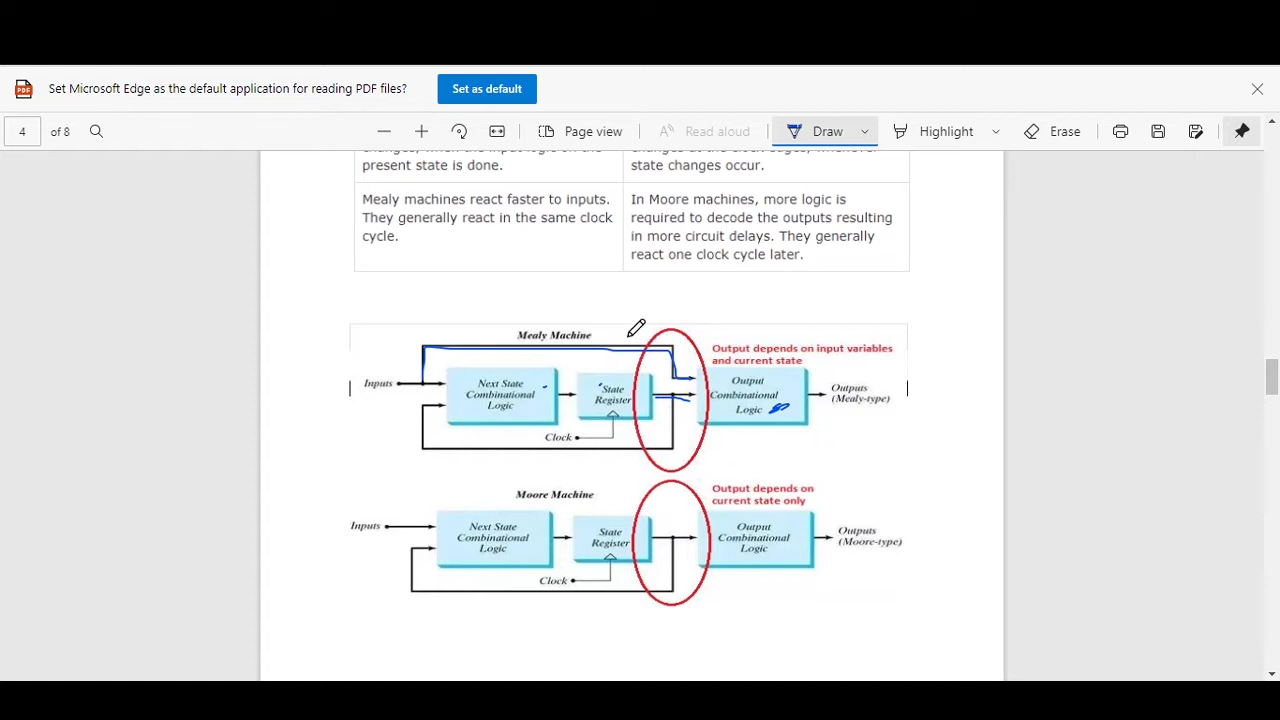 Set Microsoft Edge as the default application for reading PDF files?
Set as default
4 of 8
Page view
Read aloud
Draw
Highlight
Erase
present state is done.
state changes occur.
Mealy machines react faster to inputs.
They generally react in the same clock
cycle.
In Moore machines, more logic is
required to decode the outputs resulting
in more circuit delays. They generally
react one clock cycle later.
Mealy Machine
Output depends on input variables
and current state
Inputs
Next State
Combinational
Logic
State
Register
Output
Combinational
Logic
Outputs
(Mealy-type)
Clock
Moore Machine
Output depends on
current state only
Inputs
Next State
Combinational
Logic
State
Register
Output
Combinational
Logic
Outputs
(Moore-type)
Clock